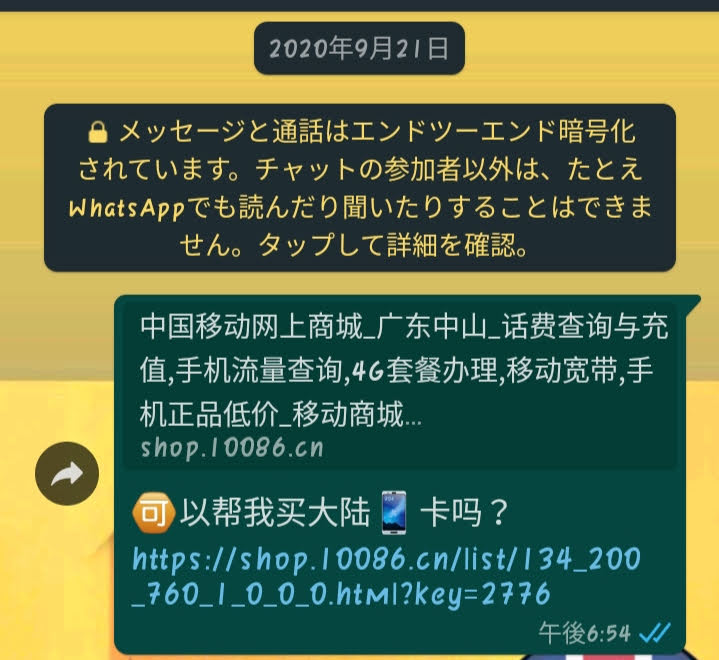 2020年9月21日
🔒 メッセージと通話はエンドツーエンド暗号化
されています。チャットの参加者以外は、たとえ
WhatsAppでも読んだり聞いたりすることはできま
せん。タップして詳細を確認。
中国移动网上商城_广东中山_话费查询与充
值,手机流量查询,4G套餐办理,移动宽带,手
机正品低价_移动商城...
shop.10086.cn
🉑以帮我买大陆📱卡吗？
https://shop.10086.cn/list/134_200
_760_1_0_0_0.html?key=2776
午後6:54